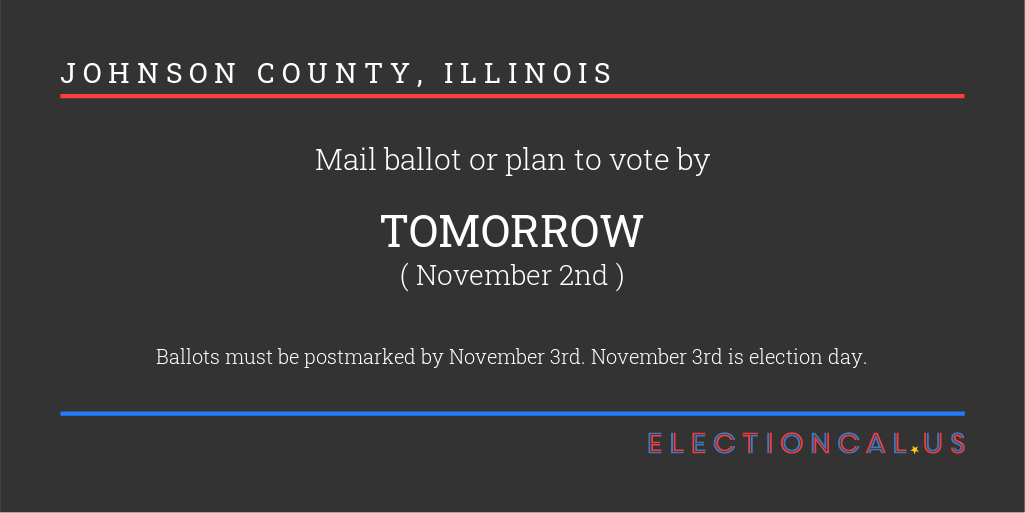 JOHNSON COUNTY, ILLINOIS
Mail ballot or plan to vote by
TOMORROW
( November 2nd )
Ballots must be postmarked by November 3rd. November 3rd is election day.
ELECTIONCAL.US